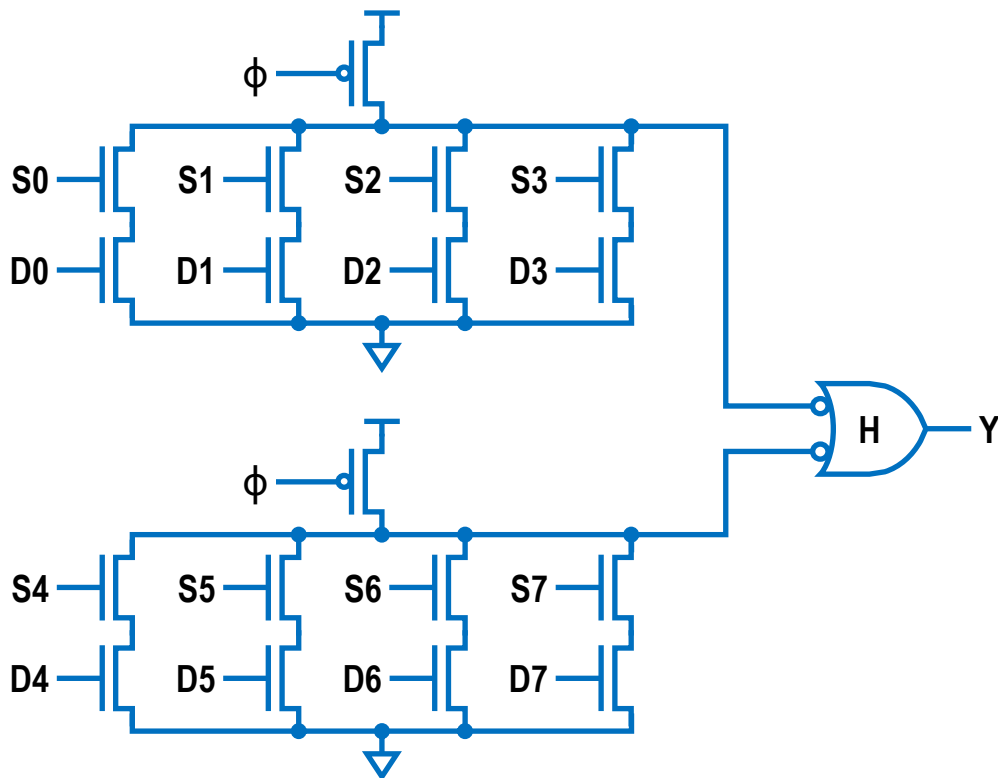 ϕ
S0 S1 S2 S3
D0 D1 D2 D3
H Y
ϕ
S4 S5 S6 S7
D4 D5 D6 D7